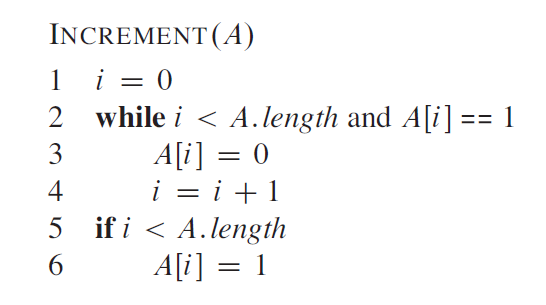 INCREMENT(A)
1 i = 0
2 while i < A.length and A[i] == 1
3 A[i] = 0
4 i = i + 1
5 if i < A.length
6 A[i] = 1